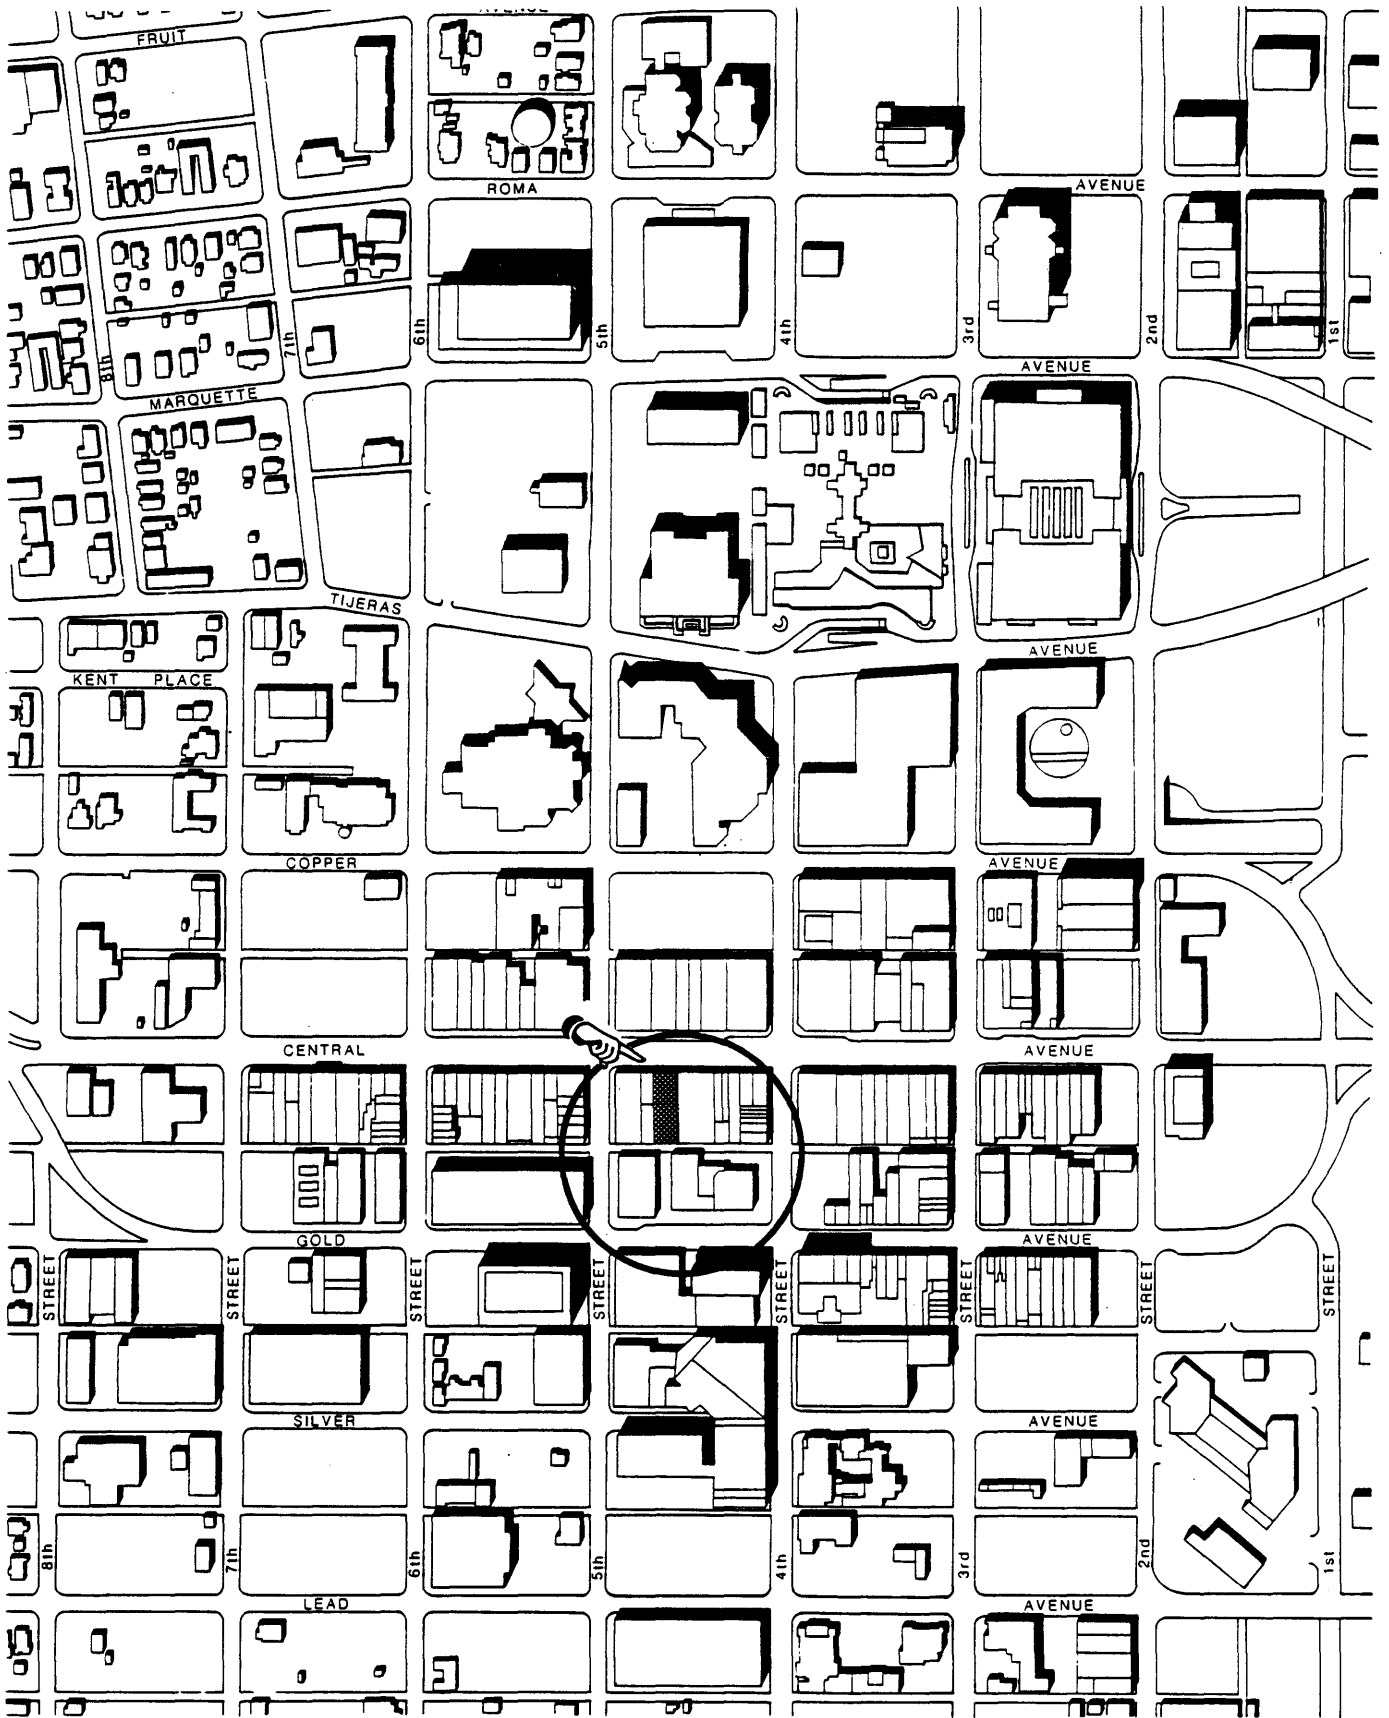 AVENUE
FRUIT
ROMA AVENUE
8th 7th 6th 5th 4th 3rd 2nd 1st
AVENUE
MARQUETTE
TIJERAS
AVENUE
KENT PLACE
COPPER AVENUE
CENTRAL AVENUE
GOLD AVENUE
STREET STREET STREET STREET STREET STREET STREET STREET
SILVER AVENUE
8th 7th 6th 5th 4th 3rd 2nd 1st
LEAD AVENUE